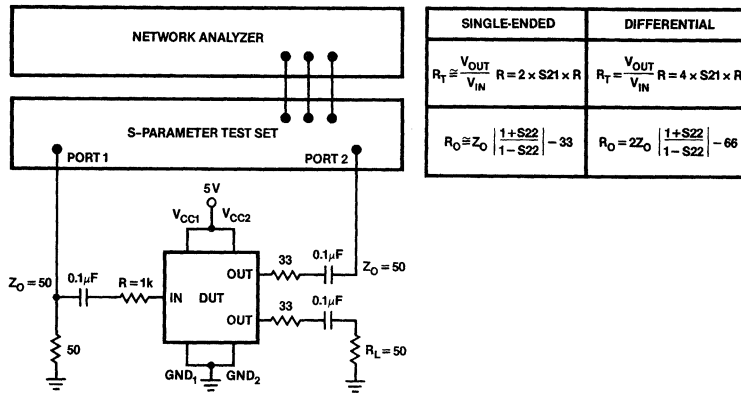 NETWORK ANALYZER
S–PARAMETER TEST SET
PORT 1
PORT 2
5 V
VCC1
VCC2
ZO = 50
0.1μF
R = 1k
IN
DUT
OUT
33
0.1μF
ZO = 50
OUT
33
0.1μF
50
RL = 50
GND1
GND2
SINGLE-ENDED
DIFFERENTIAL
RT ≅ VOUT/VIN R = 2 × S21 × R
RT = VOUT/VIN R = 4 × S21 × R
RO ≅ ZO |1+S22/1−S22| − 33
RO = 2ZO |1+S22/1−S22| − 66